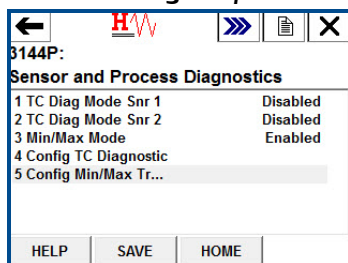 H
3144P:
Sensor and Process Diagnostics
1 TC Diag Mode Snr 1 Disabled
2 TC Diag Mode Snr 2 Disabled
3 Min/Max Mode Enabled
4 Config TC Diagnostic
5 Config Min/Max Tr...
HELP SAVE HOME